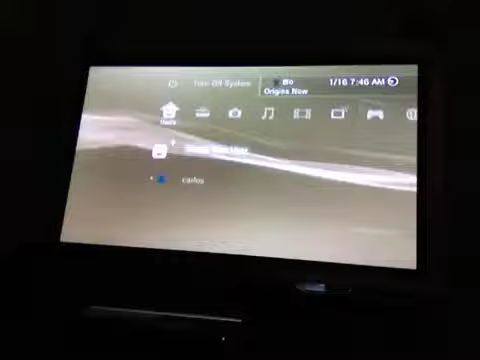 Turn Off System
1/16 7:46 AM
Origins Now
Users
carlos